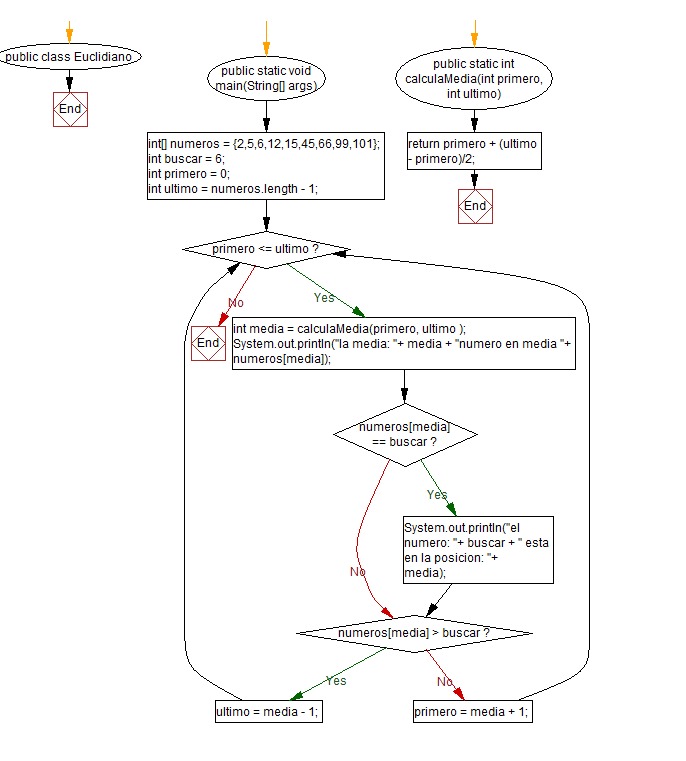 public class Euclidiano
End
public static void
main(String[] args)
int[] numeros = {2,5,6,12,15,45,66,99,101};
int buscar = 6;
int primero = 0;
int ultimo = numeros.length - 1;
primero <= ultimo ?
No
Yes
End
int media = calculaMedia(primero, ultimo );
System.out.println("la media: "+ media + "numero en media "+
numeros[media]);
numeros[media]
== buscar ?
Yes
No
System.out.println("el
numero: "+ buscar + " esta
en la posicion: "+
media);
numeros[media] > buscar ?
Yes
No
ultimo = media - 1;
primero = media + 1;
public static int
calculaMedia(int primero,
int ultimo)
return primero + (ultimo
- primero)/2;
End